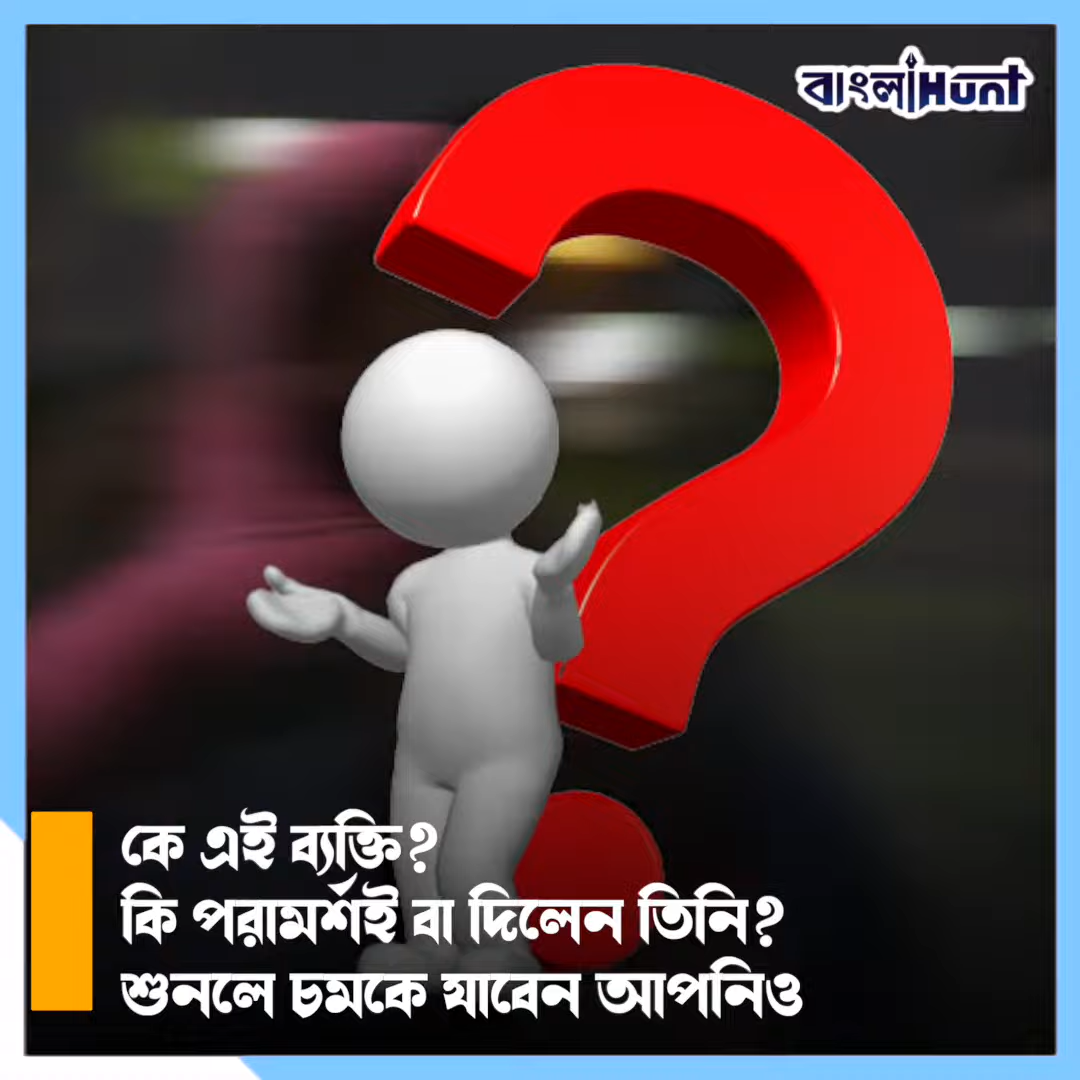 বাংলাHunt
কে এই ব্যক্তি?
কি পরামর্শই বা দিলেন তিনি?
শুনলে চমকে যাবেন আপনিও